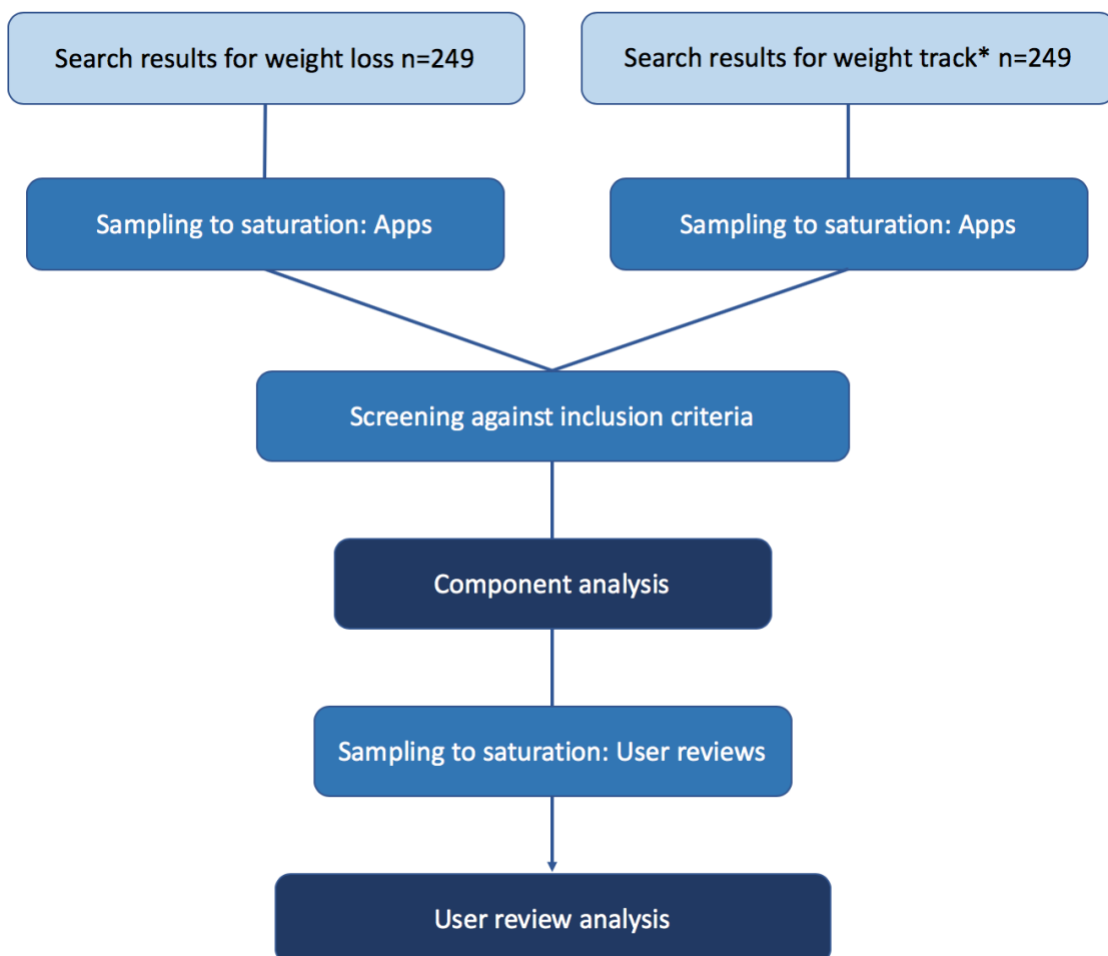 Search results for weight loss n=249
Search results for weight track* n=249
Sampling to saturation: Apps
Sampling to saturation: Apps
Screening against inclusion criteria
Component analysis
Sampling to saturation: User reviews
User review analysis